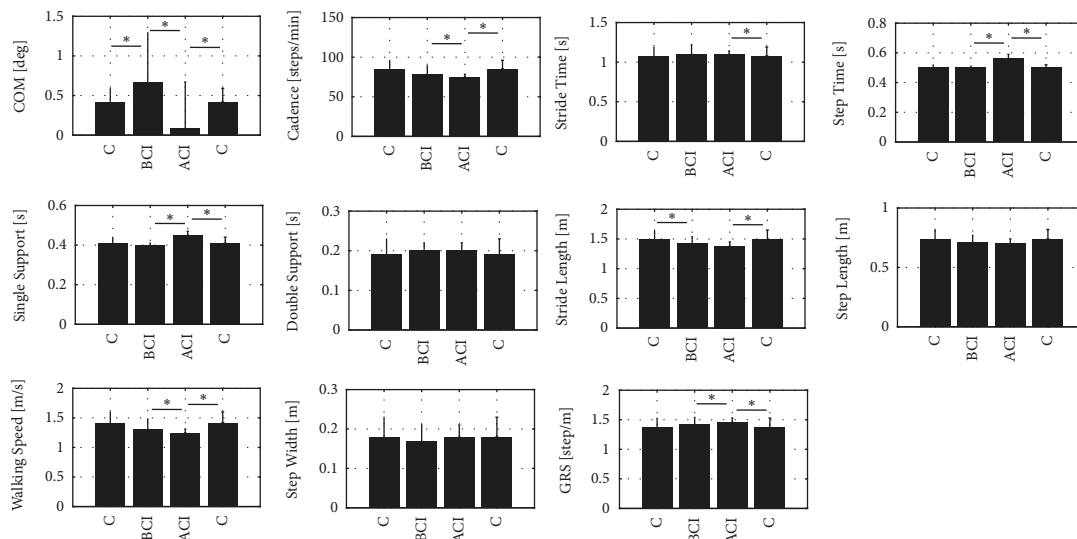 COM [deg]
1.5
1
0.5
0
* * *
C BCI ACI C
Cadence [steps/min]
150
100
75
50
0
* *
C BCI ACI C
Stride Time [s]
1.5
1
0.5
0
*
C BCI ACI C
Step Time [s]
0.8
0.6
0.4
0.2
0
* *
C BCI ACI C
Single Support [s]
0.6
0.4
0.2
0
* *
C BCI ACI C
Double Support [s]
0.3
0.2
0.1
0
C BCI ACI C
Stride Length [m]
2
1.5
1
0.5
0
* *
C BCI ACI C
Step Length [m]
1
0.5
0
C BCI ACI C
Walking Speed [m/s]
2
1.5
1
0.5
0
* *
C BCI ACI C
Step Width [m]
0.3
0.2
0.1
0
C BCI ACI C
GRS [step/m]
2
1.5
1
0.5
0
* *
C BCI ACI C